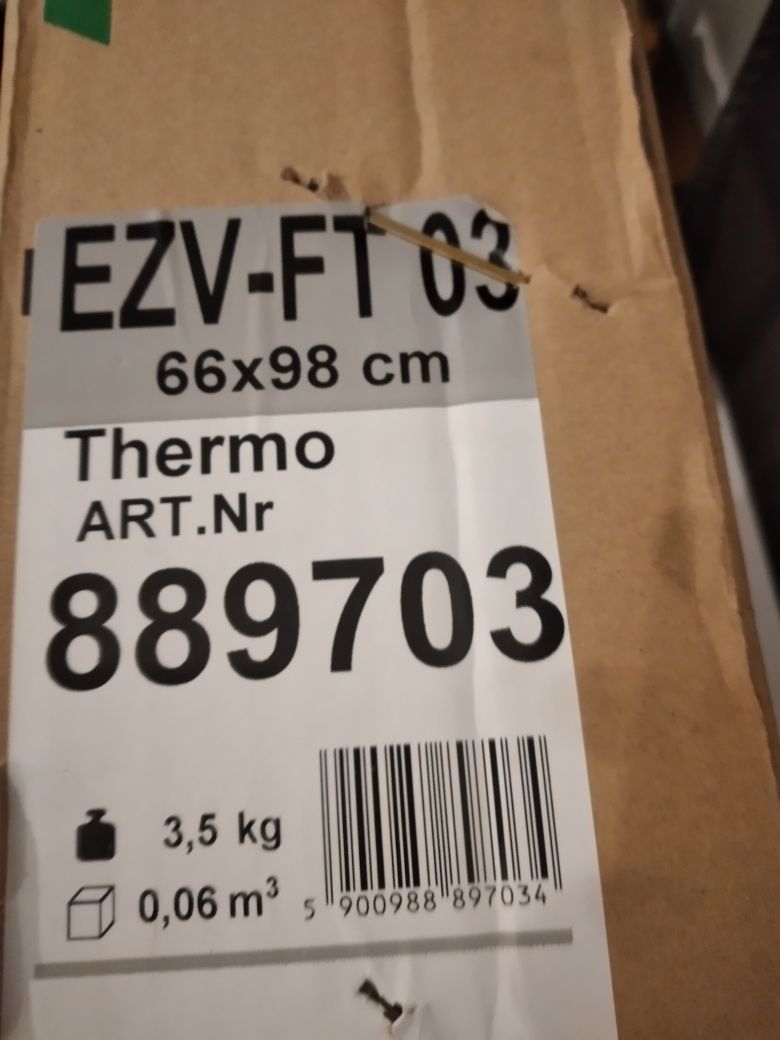 EZV-FT 03
66x98 cm
Thermo
ART.Nr
889703
3,5 kg
0,06 m³
5 900988 897034